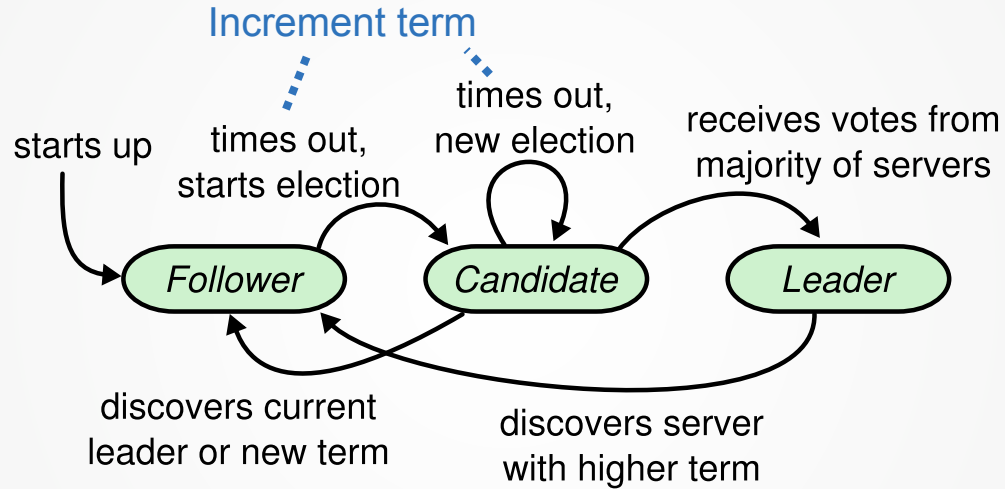 Increment term
times out,
new election
receives votes from
majority of servers
starts up
times out,
starts election
Follower
Candidate
Leader
discovers current
leader or new term
discovers server
with higher term